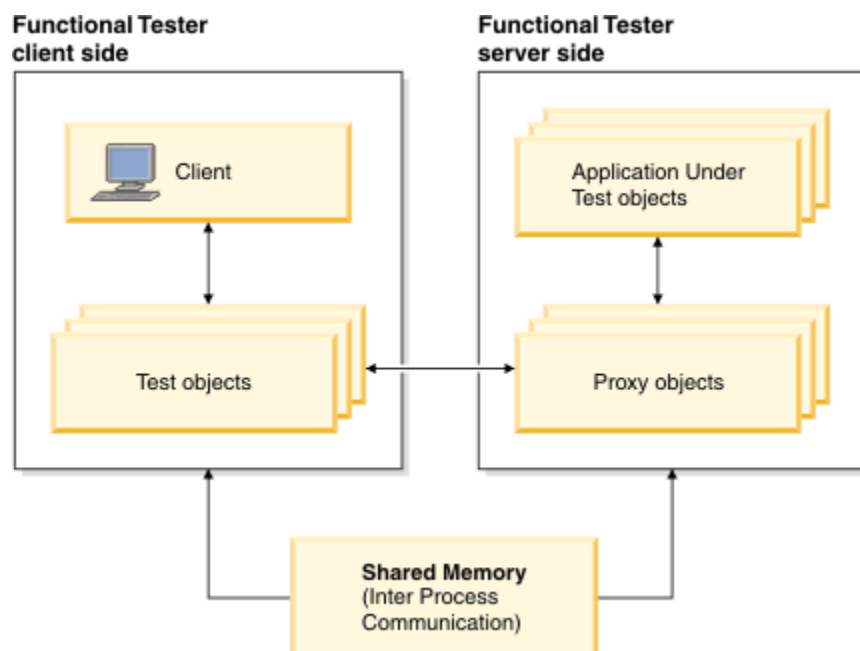 Functional Tester
client side
Functional Tester
server side
Client
Application Under
Test objects
Test objects
Proxy objects
Shared Memory
(Inter Process
Communication)